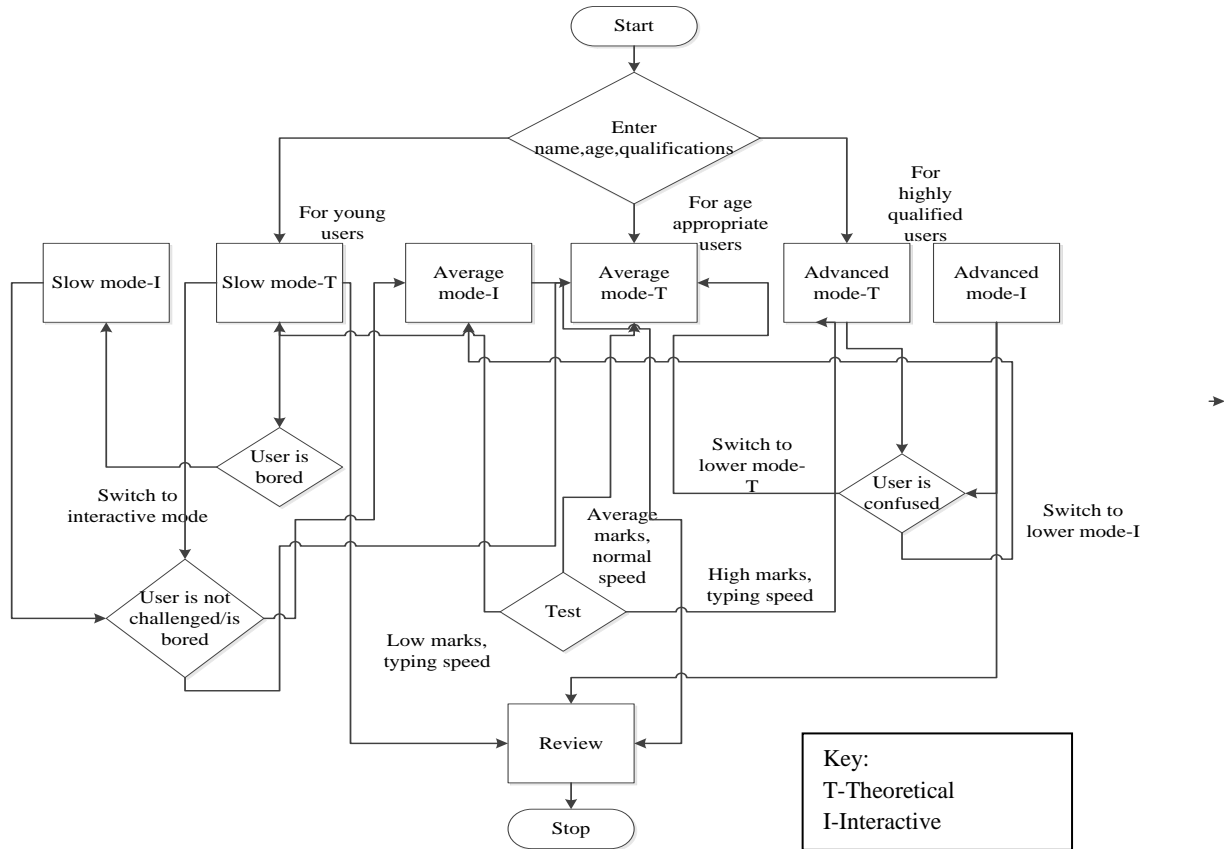 Start
Enter
name,age,qualifications
For young
users
For age
appropriate
users
For
highly
qualified
users
Slow mode-I
Slow mode-T
Average
mode-I
Average
mode-T
Advanced
mode-T
Advanced
mode-I
User is
bored
Switch to
interactive mode
Switch to
lower mode-
T
User is
confused
Switch to
lower mode-I
User is not
challenged/is
bored
Average
marks,
normal
speed
Test
High marks,
typing speed
Low marks,
typing speed
Review
Stop
Key:
T-Theoretical
I-Interactive